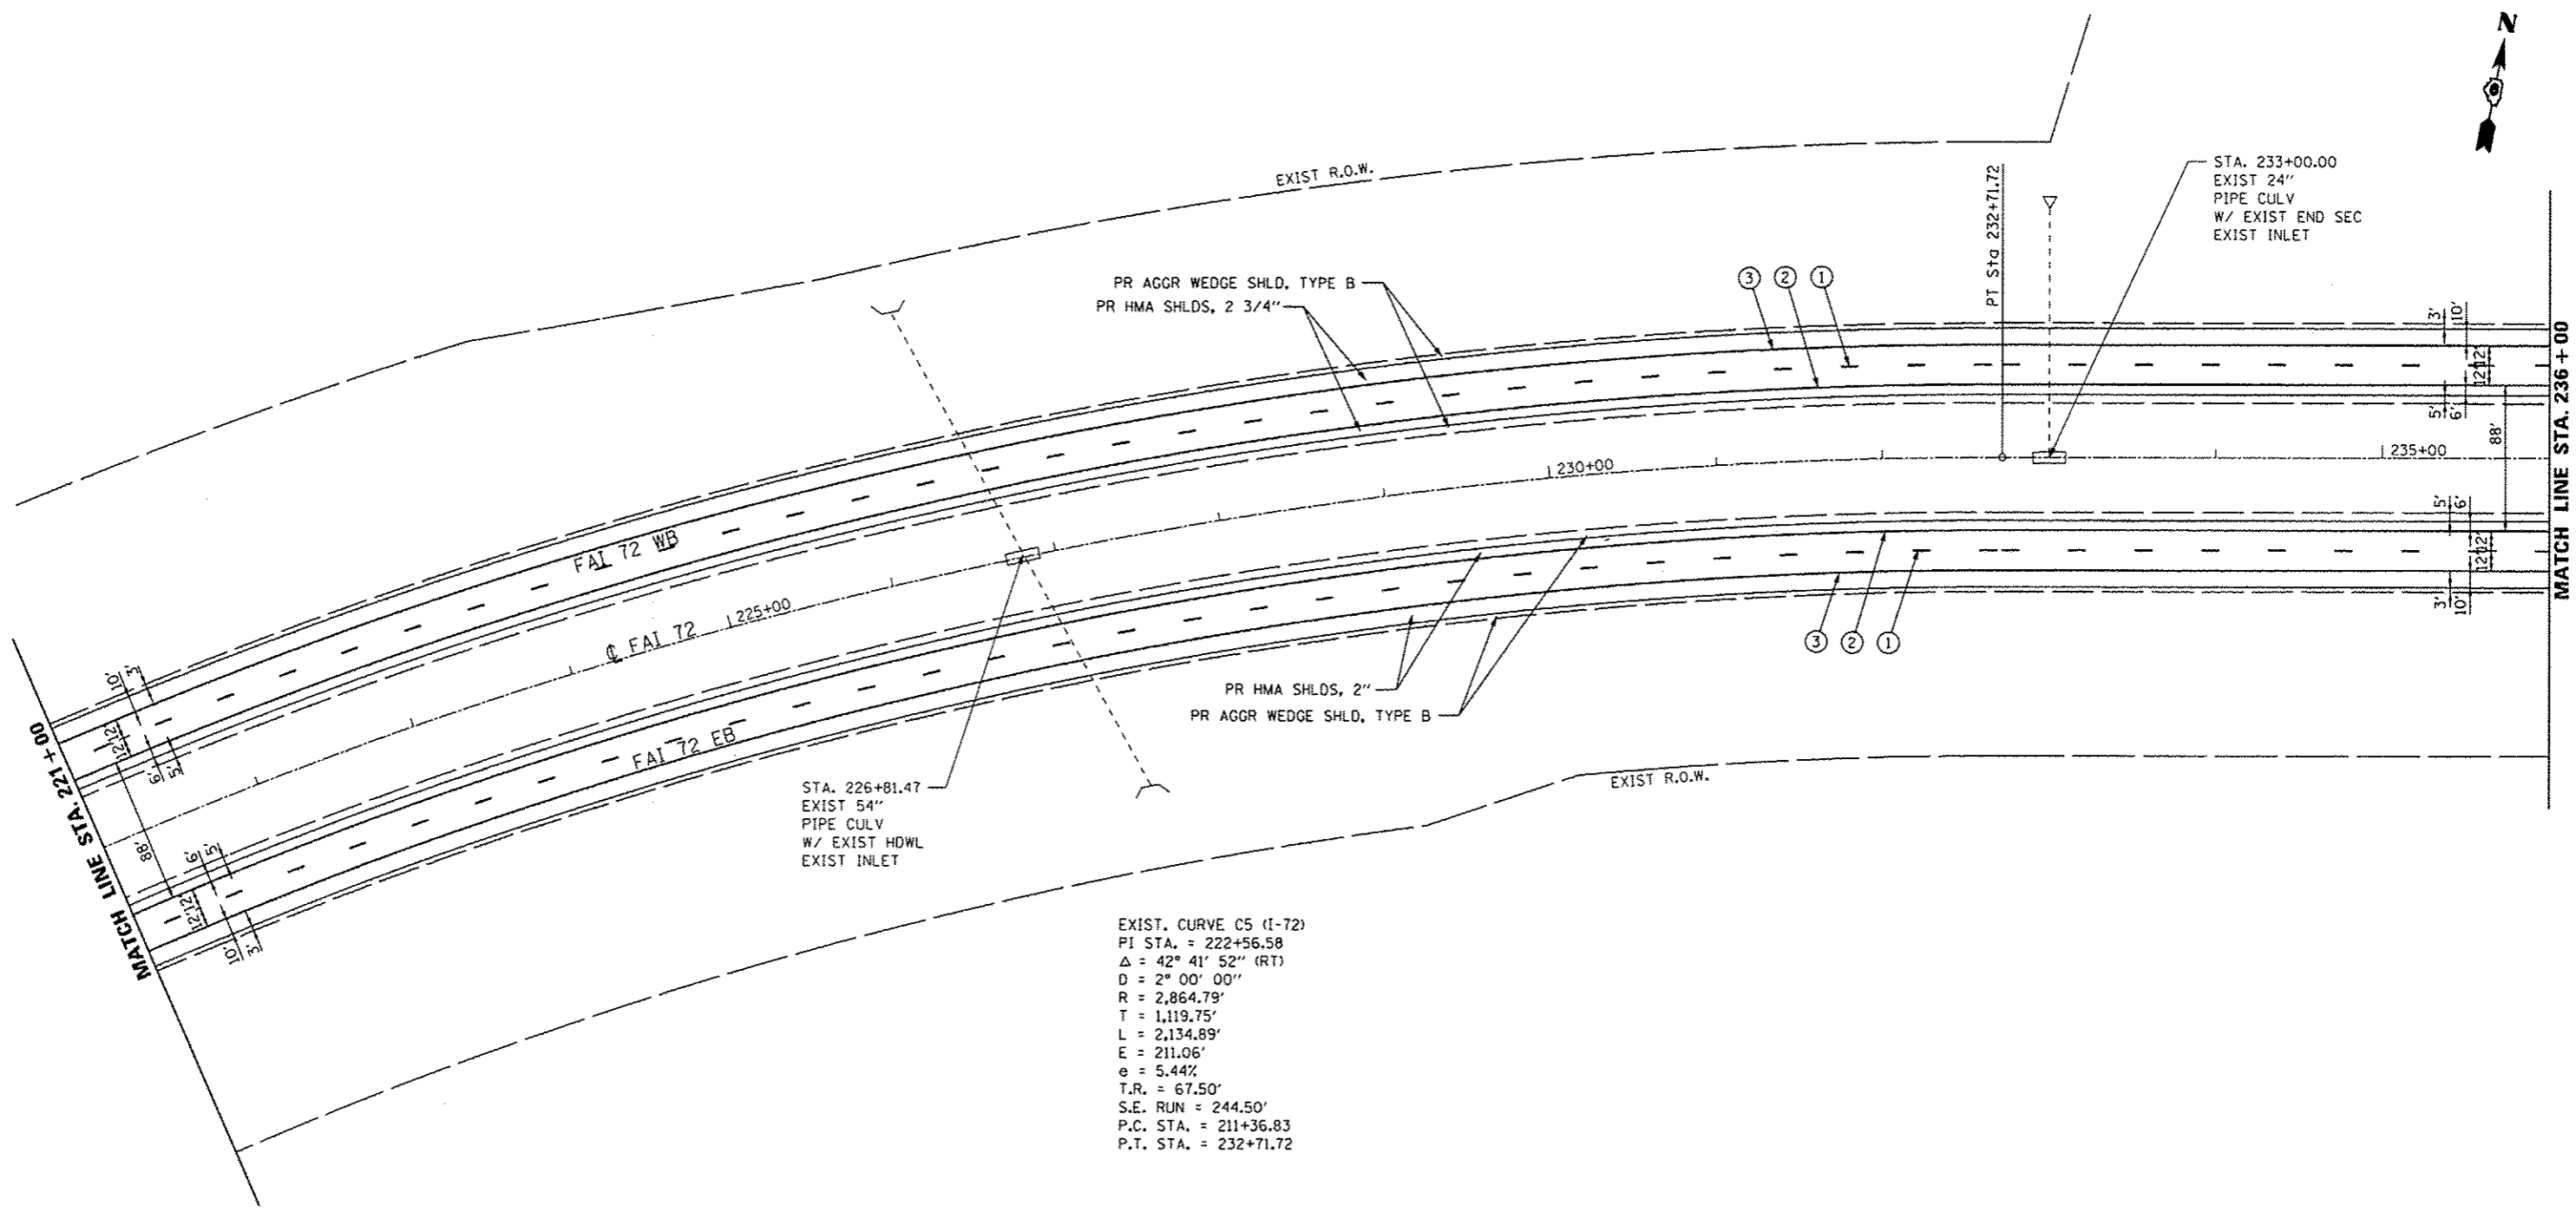 N
EXIST R.O.W.
STA. 233+00.00
EXIST 24"
PIPE CULV
W/ EXIST END SEC
EXIST INLET
PT Sta 232+71.72
PR AGGR WEDGE SHLD, TYPE B
PR HMA SHLDS, 2 3/4"
3 2 1
3' 10'
12' 12'
5' 6'
88'
MATCH LINE STA. 236+00
230+00
235+00
5' 6'
12' 12'
3' 10'
FAI 72 WB
℄ FAI 72
225+00
FAI 72 EB
3 2 1
PR HMA SHLDS, 2"
PR AGGR WEDGE SHLD, TYPE B
EXIST R.O.W.
10' 3'
12' 12'
6' 5'
88'
6' 5'
12' 12'
10' 3'
MATCH LINE STA. 221+00
STA. 226+81.47
EXIST 54"
PIPE CULV
W/ EXIST HDWL
EXIST INLET
EXIST. CURVE C5 (I-72)
PI STA. = 222+56.58
Δ = 42° 41' 52" (RT)
D = 2° 00' 00"
R = 2,864.79'
T = 1,119.75'
L = 2,134.89'
E = 211.06'
e = 5.44%
T.R. = 67.50'
S.E. RUN = 244.50'
P.C. STA. = 211+36.83
P.T. STA. = 232+71.72